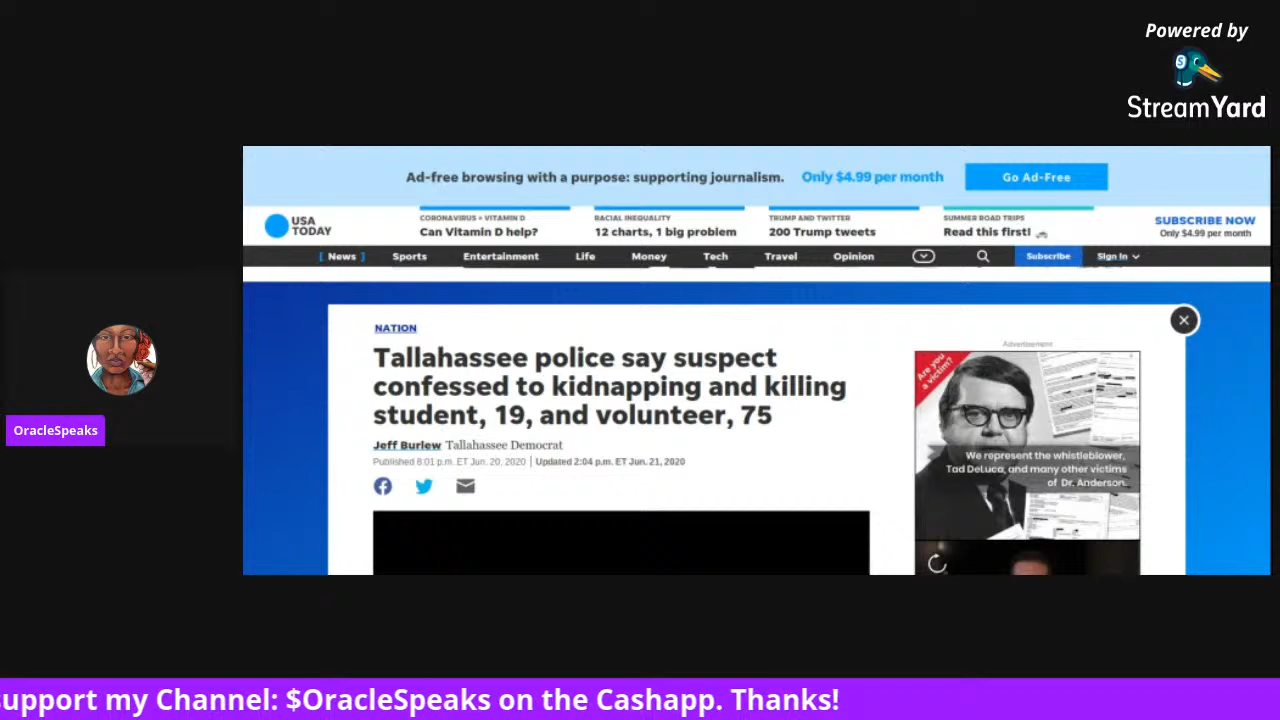 Powered by
StreamYard
Ad-free browsing with a purpose: supporting journalism. Only $4.99 per month Go Ad-Free
USA
TODAY
CORONAVIRUS + VITAMIN D
Can Vitamin D help?
RACIAL INEQUALITY
12 charts, 1 big problem
TRUMP AND TWITTER
200 Trump tweets
SUMMER ROAD TRIPS
Read this first!
SUBSCRIBE NOW
Only $4.99 per month
[ News ] Sports Entertainment Life Money Tech Travel Opinion Subscribe Sign In
NATION
Tallahassee police say suspect
confessed to kidnapping and killing
student, 19, and volunteer, 75
Jeff Burlew Tallahassee Democrat
Published 8:01 p.m. ET Jun. 20, 2020 | Updated 2:04 p.m. ET Jun. 21, 2020
Advertisement
Are you
a victim?
We represent the whistleblower,
Tad DeLuca, and many other victims
of Dr. Anderson.
OracleSpeaks
support my Channel: $OracleSpeaks on the Cashapp. Thanks!